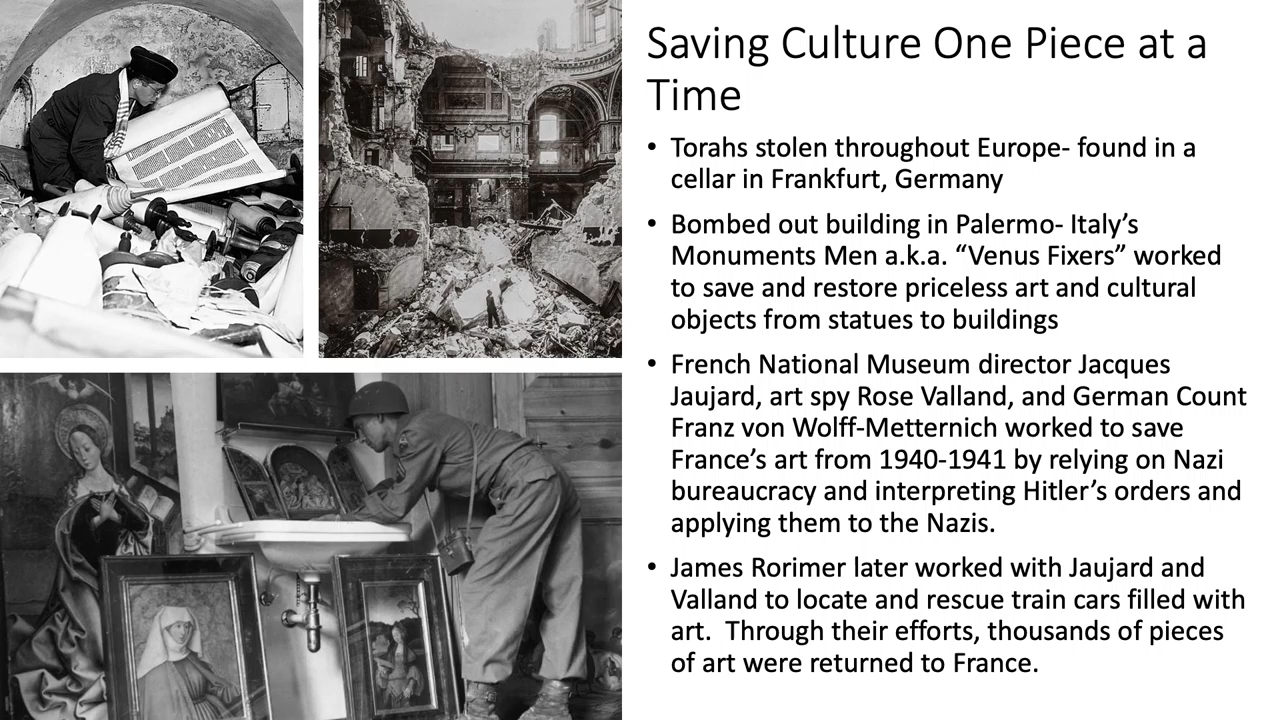 Saving Culture One Piece at a
Time
• Torahs stolen throughout Europe- found in a
cellar in Frankfurt, Germany
• Bombed out building in Palermo- Italy’s
Monuments Men a.k.a. “Venus Fixers” worked
to save and restore priceless art and cultural
objects from statues to buildings
• French National Museum director Jacques
Jaujard, art spy Rose Valland, and German Count
Franz von Wolff-Metternich worked to save
France’s art from 1940-1941 by relying on Nazi
bureaucracy and interpreting Hitler’s orders and
applying them to the Nazis.
• James Rorimer later worked with Jaujard and
Valland to locate and rescue train cars filled with
art.  Through their efforts, thousands of pieces
of art were returned to France.